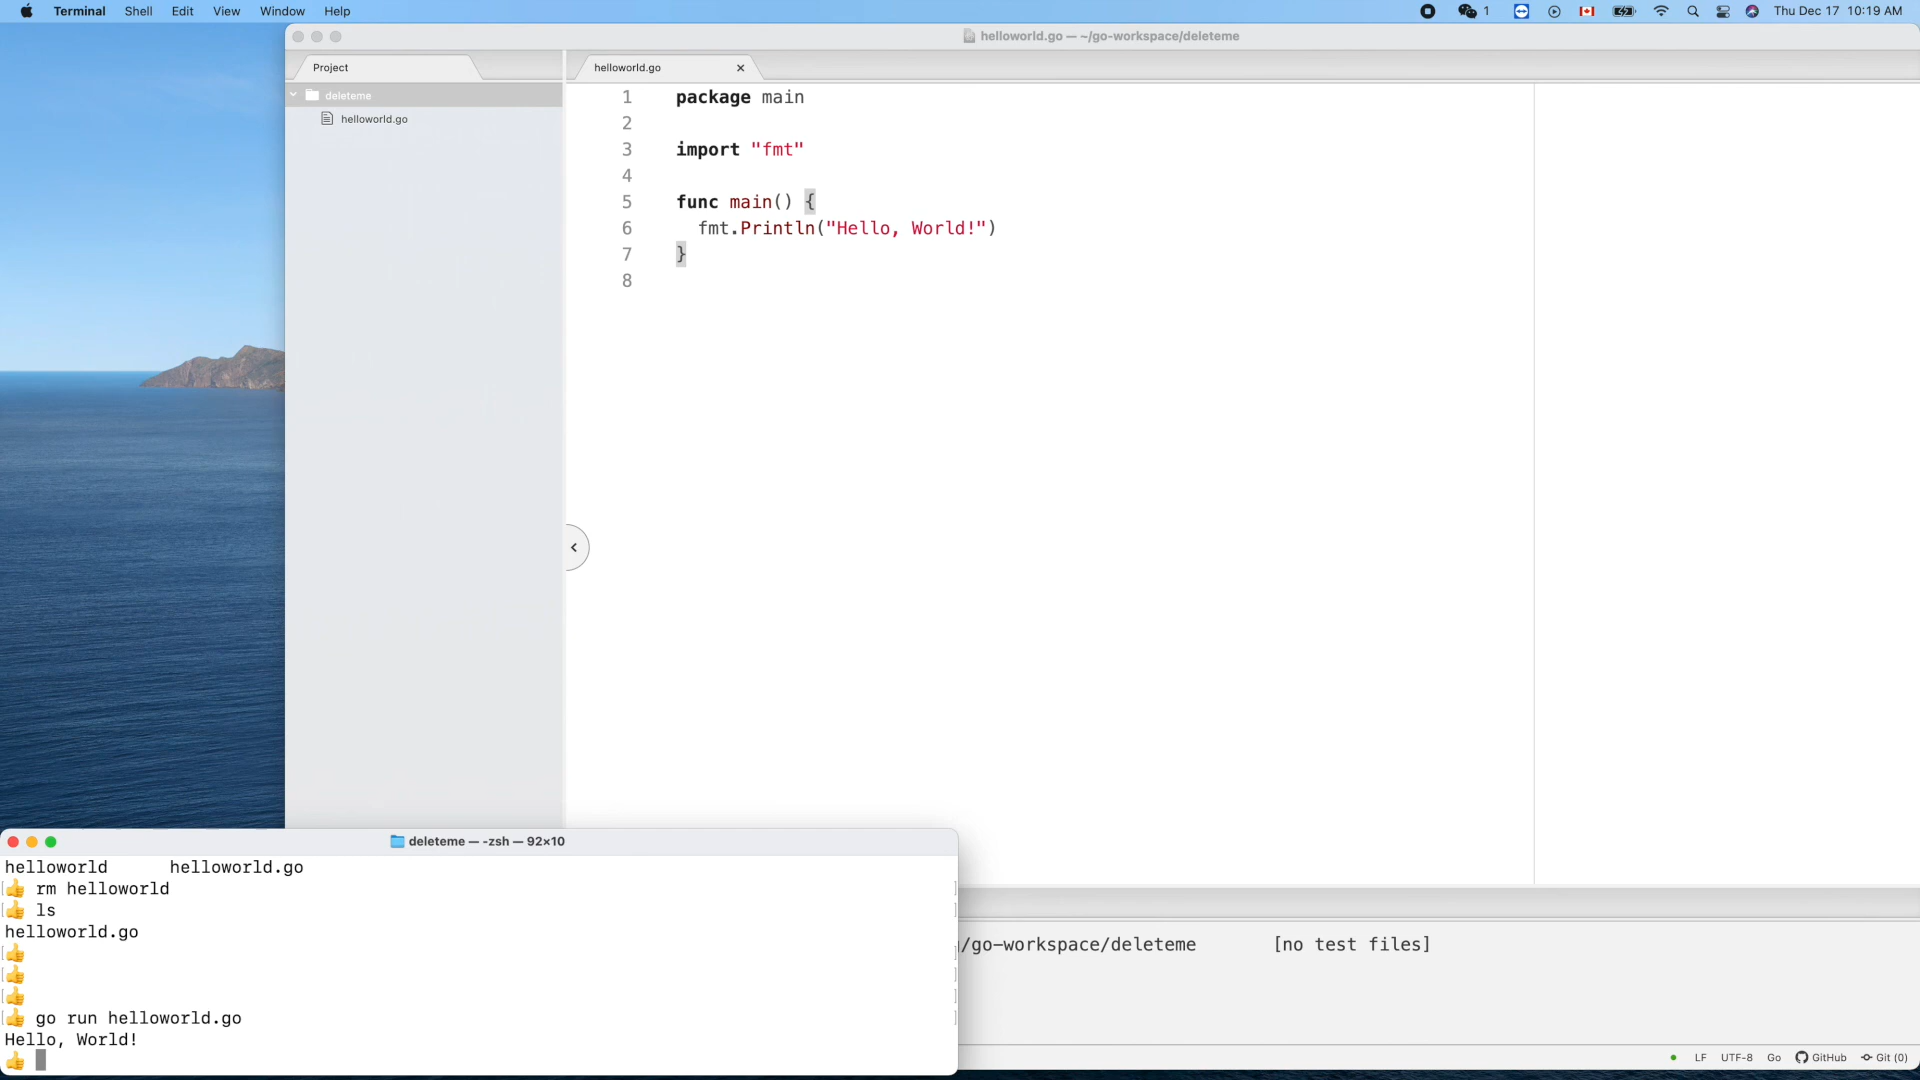 Terminal Shell Edit View Window Help 1 Thu Dec 17 10:19 AM
helloworld.go — ~/go-workspace/deleteme
Project
helloworld.go
deleteme
helloworld.go
1 package main
2
3 import "fmt"
4
5 func main() {
6 fmt.Println("Hello, World!")
7 }
8
deleteme — -zsh — 92×10
helloworld helloworld.go
👍 rm helloworld
👍 ls
helloworld.go
👍
👍
👍
👍 go run helloworld.go
Hello, World!
👍
/go-workspace/deleteme [no test files]
LF UTF-8 Go GitHub Git (0)